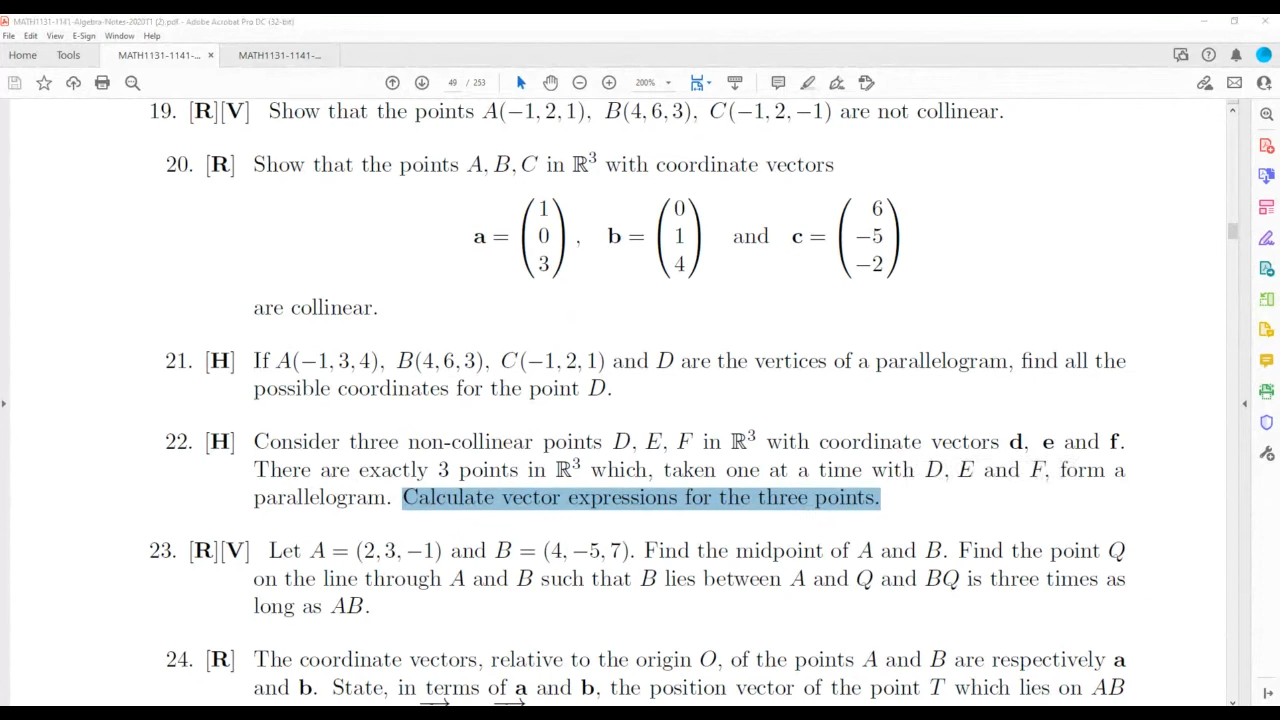 MATH1131-1141-Algebra-Notes-2020T1 (2).pdf - Adobe Acrobat Pro DC (32-bit)
File Edit View E-Sign Window Help
Home Tools MATH1131-1141-... × MATH1131-1141-...
49 / 253 200%
19. [R][V] Show that the points A(−1, 2, 1), B(4, 6, 3), C(−1, 2, −1) are not collinear.
20. [R] Show that the points A, B, C in ℝ³ with coordinate vectors
a = (1 0 3), b = (0 1 4) and c = (6 −5 −2)
are collinear.
21. [H] If A(−1, 3, 4), B(4, 6, 3), C(−1, 2, 1) and D are the vertices of a parallelogram, find all the
possible coordinates for the point D.
22. [H] Consider three non-collinear points D, E, F in ℝ³ with coordinate vectors d, e and f.
There are exactly 3 points in ℝ³ which, taken one at a time with D, E and F, form a
parallelogram. Calculate vector expressions for the three points.
23. [R][V] Let A = (2, 3, −1) and B = (4, −5, 7). Find the midpoint of A and B. Find the point Q
on the line through A and B such that B lies between A and Q and BQ is three times as
long as AB.
24. [R] The coordinate vectors, relative to the origin O, of the points A and B are respectively a
and b. State, in terms of a and b, the position vector of the point T which lies on AB